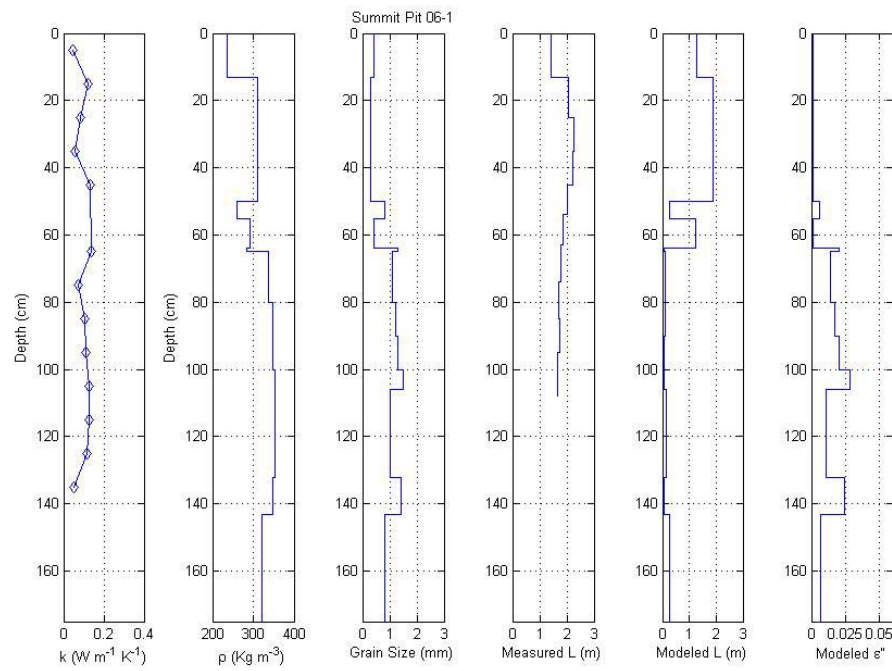 Summit Pit 06-1
0 0 0 0 0 0
20 20 20 20 20 20
40 40 40 40 40 40
60 60 60 60 60 60
80 80 80 80 80 80
100 100 100 100 100 100
120 120 120 120 120 120
140 140 140 140 140 140
160 160 160 160 160 160
Depth (cm) Depth (cm)
0 0.2 0.4 200 300 400 0 1 2 3 0 1 2 3 0 1 2 3 0 0.025 0.05
k (W m⁻¹ K⁻¹) ρ (Kg m⁻³) Grain Size (mm) Measured L (m) Modeled L (m) Modeled ε"